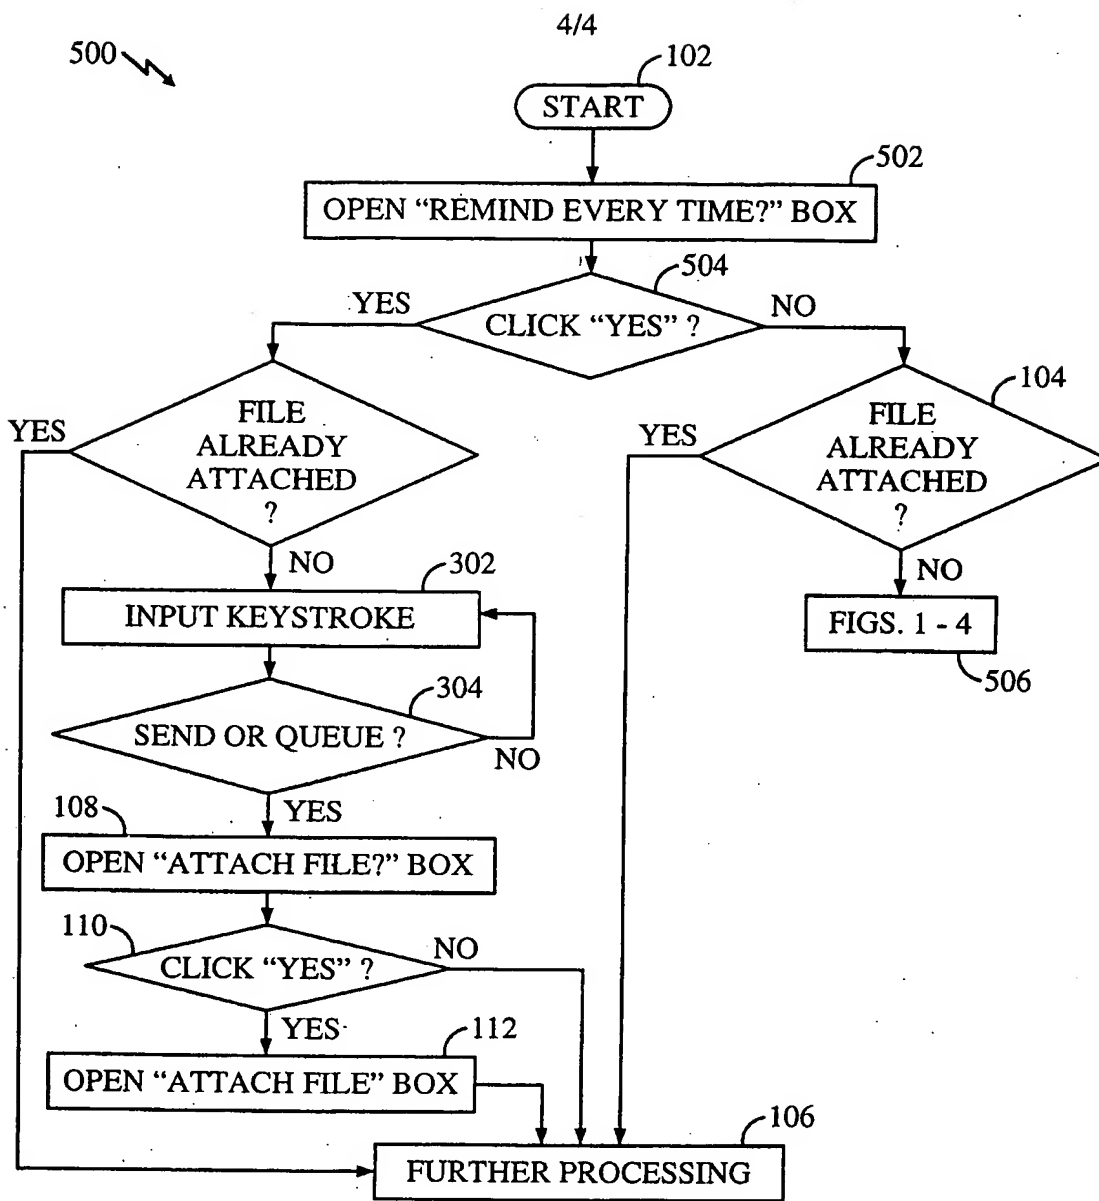 4/4
500
102
START
502
OPEN “REMIND EVERY TIME?” BOX
504
YES
CLICK “YES” ?
NO
104
YES
FILE
ALREADY
ATTACHED
?
YES
FILE
ALREADY
ATTACHED
?
NO
302
INPUT KEYSTROKE
NO
FIGS. 1 - 4
506
304
SEND OR QUEUE ?
NO
YES
108
OPEN “ATTACH FILE?” BOX
110
CLICK “YES” ?
NO
YES
112
OPEN “ATTACH FILE” BOX
106
FURTHER PROCESSING